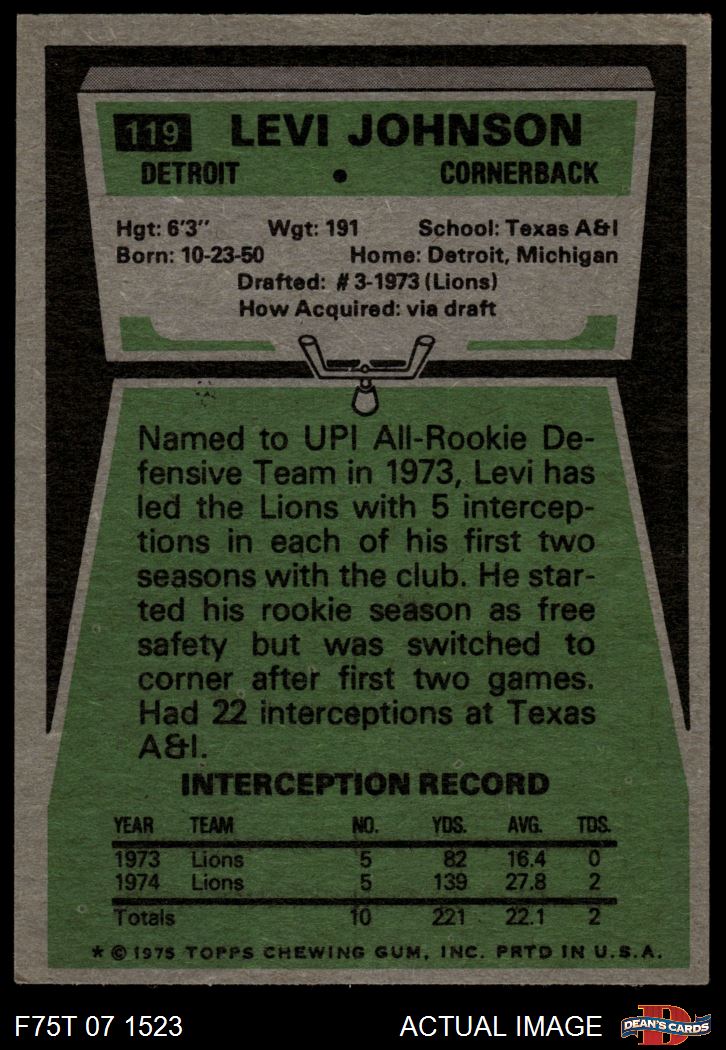 119 LEVI JOHNSON
DETROIT • CORNERBACK
Hgt: 6'3" Wgt: 191 School: Texas A&I
Born: 10-23-50 Home: Detroit, Michigan
Drafted: #3-1973 (Lions)
How Acquired: via draft
Named to UPI All-Rookie De-
fensive Team in 1973, Levi has
led the Lions with 5 intercep-
tions in each of his first two
seasons with the club. He star-
ted his rookie season as free
safety but was switched to
corner after first two games.
Had 22 interceptions at Texas
A&I.
INTERCEPTION RECORD
YEAR TEAM NO. YDS. AVG. TDS.
1973 Lions 5 82 16.4 0
1974 Lions 5 139 27.8 2
Totals 10 221 22.1 2
* © 1975 TOPPS CHEWING GUM, INC. PRTD IN U.S.A.
F75T 07 1523 ACTUAL IMAGE D DEAN'S CARDS